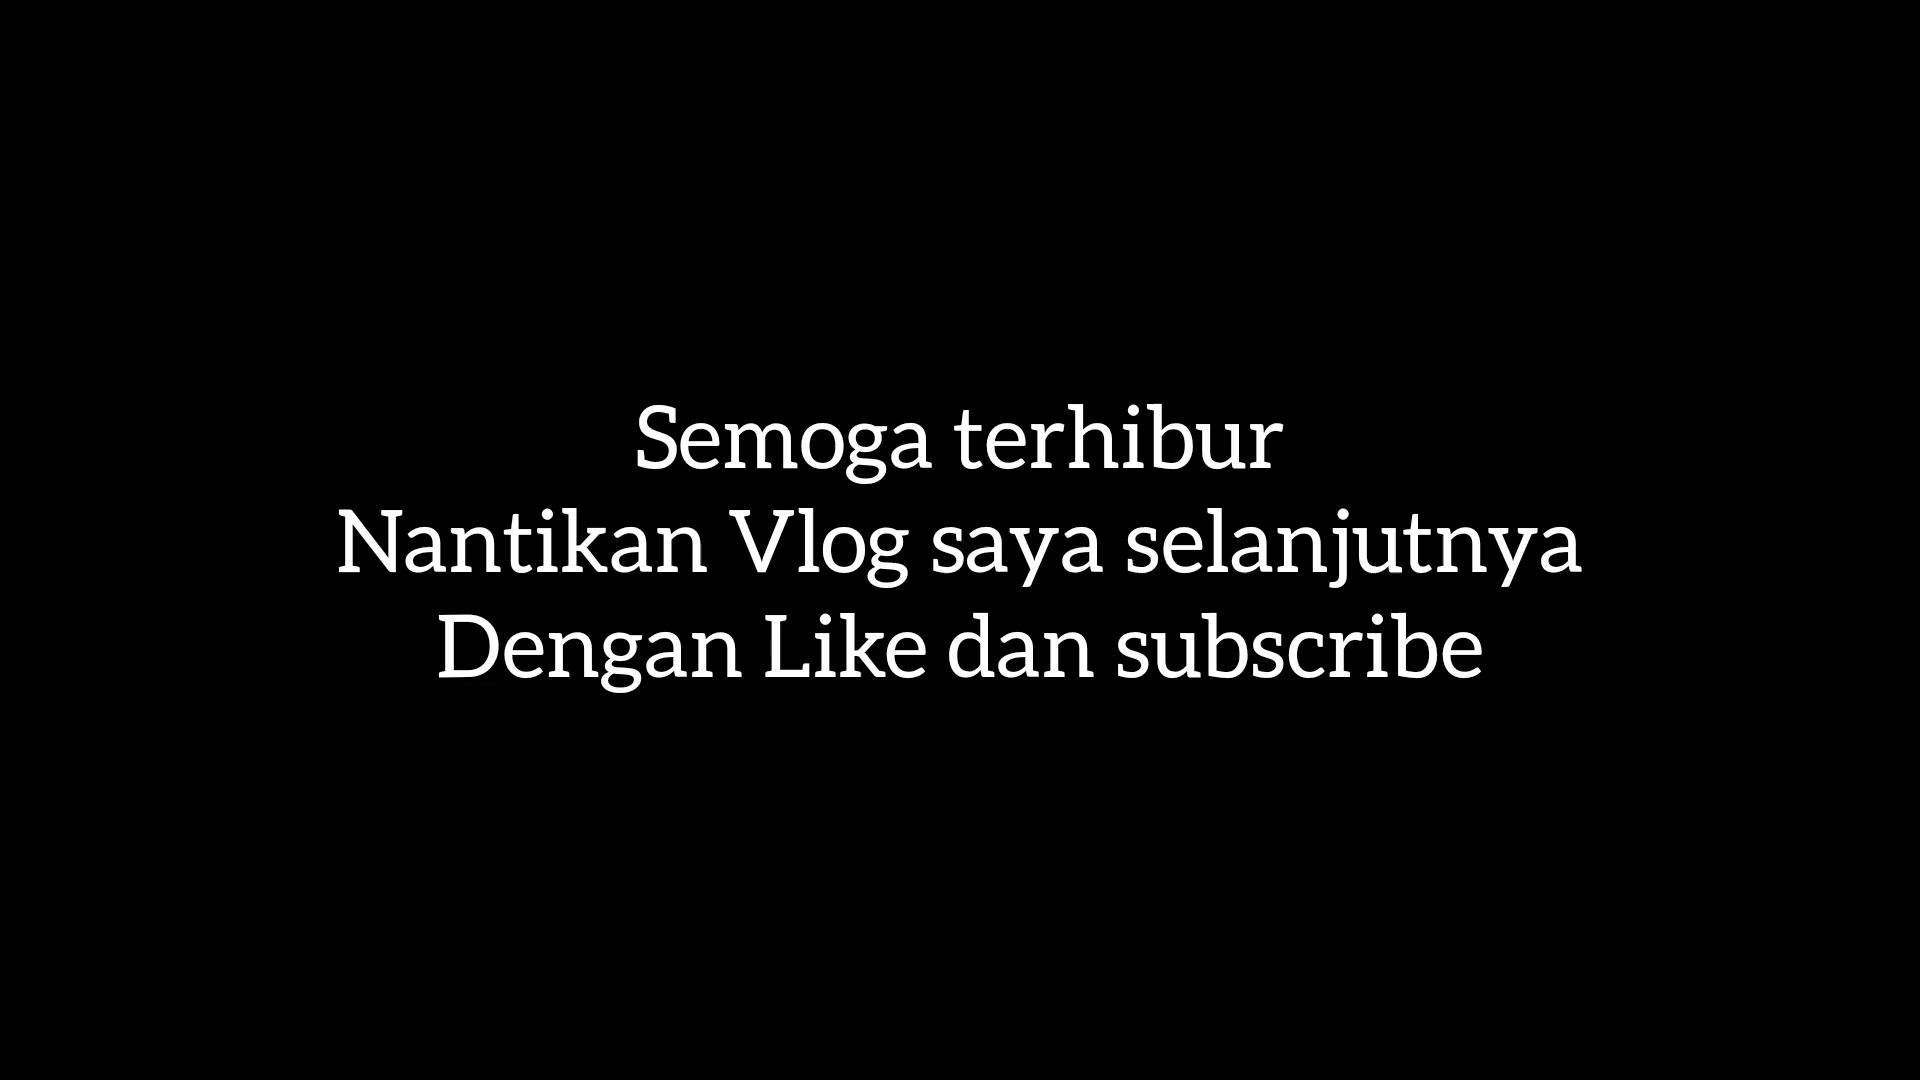 Semoga terhibur
Nantikan Vlog saya selanjutnya
Dengan Like dan subscribe